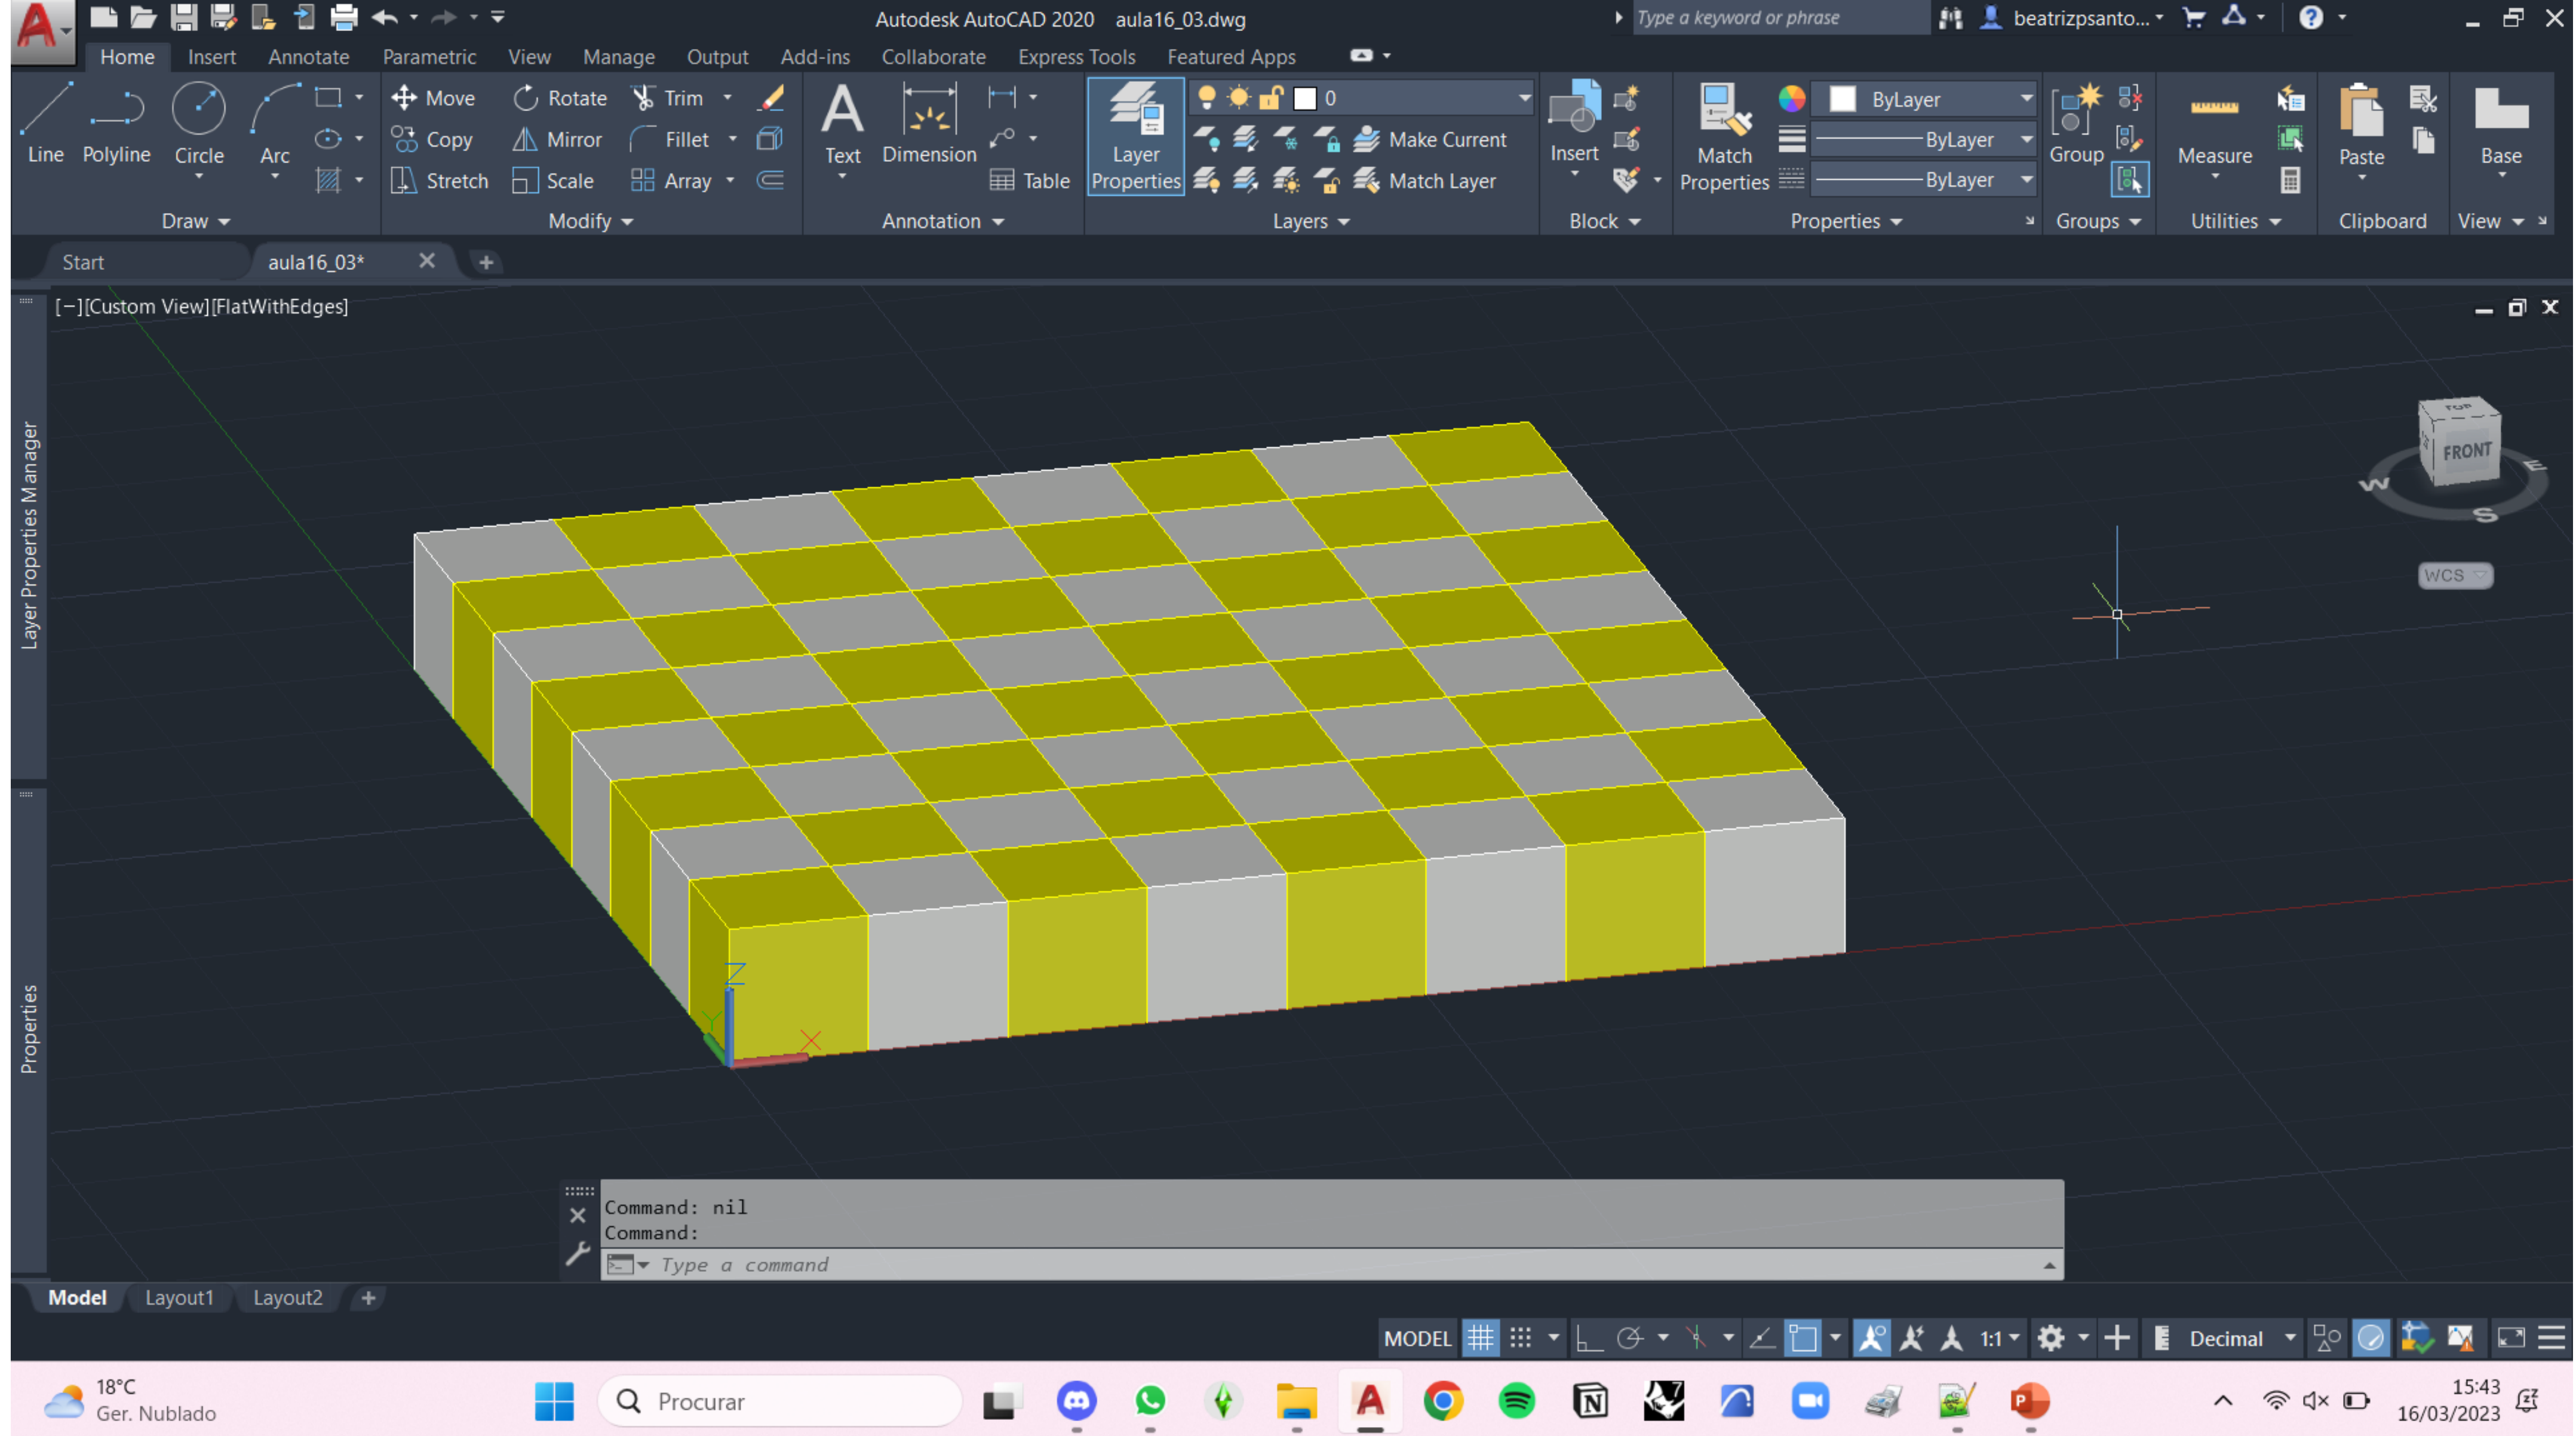 Autodesk AutoCAD 2020 aula16_03.dwg
Type a keyword or phrase
beatrizpsanto...
Home Insert Annotate Parametric View Manage Output Add-ins Collaborate Express Tools Featured Apps
Move Rotate Trim
0
ByLayer
Copy Mirror Fillet
Make Current
ByLayer
Line Polyline Circle Arc
Text Dimension
Layer Properties
Insert
Match Properties
Group
Measure
Paste
Base
Stretch Scale Array
Table
Match Layer
ByLayer
Draw Modify Annotation Layers Block Properties Groups Utilities Clipboard View
Start aula16_03*
[−][Custom View][FlatWithEdges]
Layer Properties Manager
Properties
TOP
FRONT
W
E
S
WCS
Z
Y
X
Command: nil
Command:
Type a command
Model Layout1 Layout2
MODEL 1:1 Decimal
18°C
Ger. Nublado
Procurar
15:43
16/03/2023